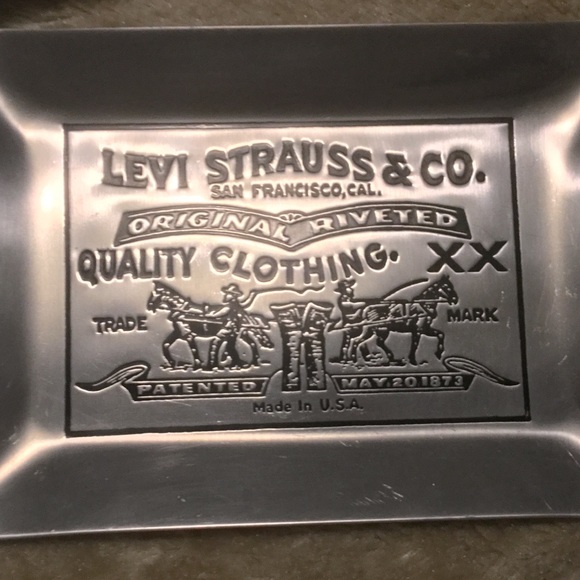 LEVI STRAUSS & CO.
SAN FRANCISCO, CAL.
ORIGINAL RIVETED
QUALITY CLOTHING. XX
TRADE MARK
PATENTED MAY.20 1873
Made In U.S.A.